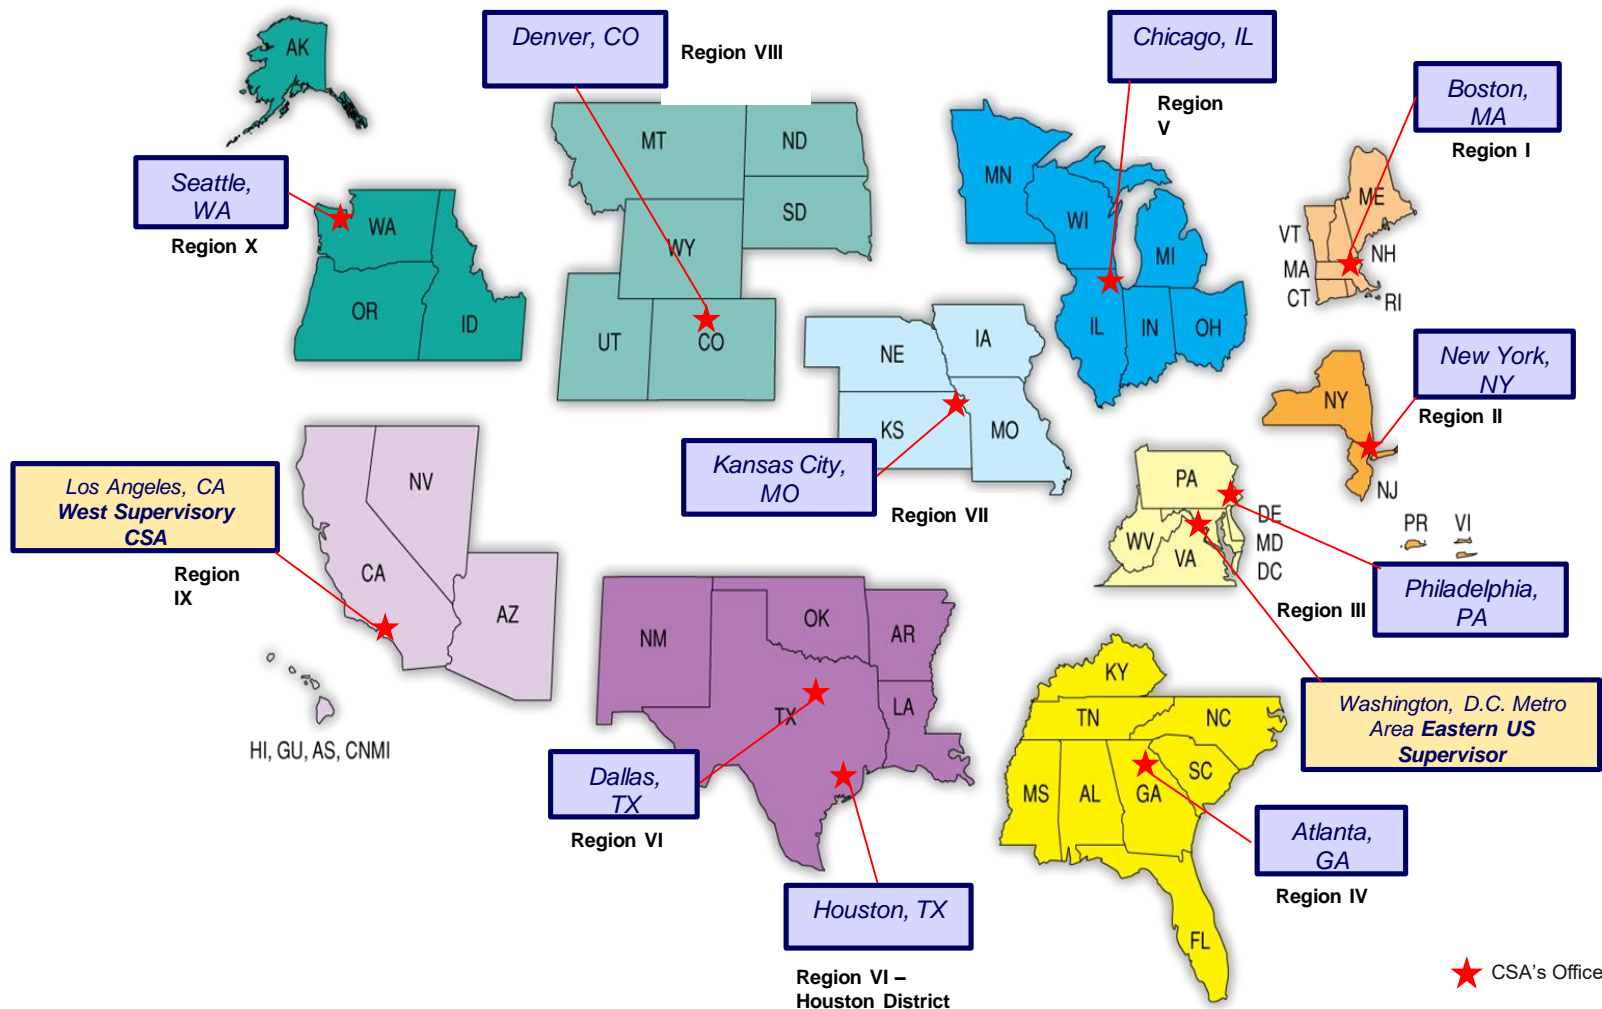 AK
Denver, CO
Region VIII
Chicago, IL
Region
V
Boston,
MA
Region I
Seattle,
WA
Region X
WA
OR
ID
MT
ND
SD
WY
UT
CO
MN
WI
MI
IL
IN
OH
ME
VT
NH
MA
CT
RI
NE
IA
KS
MO
Kansas City,
MO
Region VII
New York,
NY
Region II
NY
NJ
PR
VI
Los Angeles, CA
West Supervisory
CSA
Region
IX
NV
CA
AZ
HI, GU, AS, CNMI
PA
WV
VA
DE
MD
DC
Region III
Philadelphia,
PA
Washington, D.C. Metro
Area Eastern US
Supervisor
NM
OK
AR
TX
LA
Dallas,
TX
Region VI
Houston, TX
Region VI –
Houston District
KY
TN
NC
SC
MS
AL
GA
FL
Atlanta,
GA
Region IV
CSA's Office